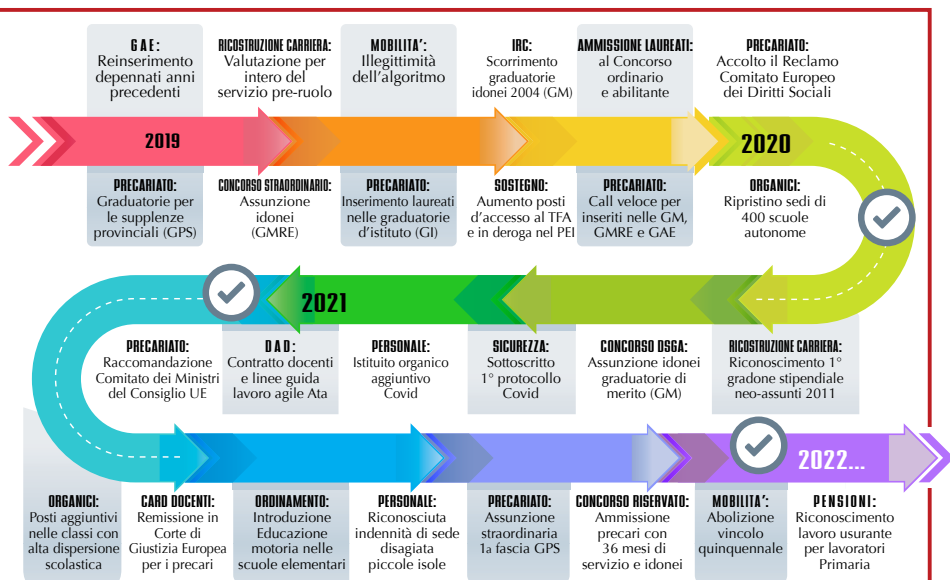 GAE:
Reinserimento
depennati anni
precedenti
RICOSTRUZIONE CARRIERA:
Valutazione per
intero del
servizio pre-ruolo
MOBILITA':
Illegittimità
dell'algoritmo
IRC:
Scorrimento
graduatorie
idonei 2004 (GM)
AMMISSIONE LAUREATI:
al Concorso
ordinario
e abilitante
PRECARIATO:
Accolto il Reclamo
Comitato Europeo
dei Diritti Sociali
2019
2020
PRECARIATO:
Graduatorie per
le supplenze
provinciali (GPS)
CONCORSO STRAORDINARIO:
Assunzione
idonei
(GMRE)
PRECARIATO:
Inserimento laureati
nelle graduatorie
d'istituto (GI)
SOSTEGNO:
Aumento posti
d'accesso al TFA
e in deroga nel PEI
PRECARIATO:
Call veloce per
inseriti nelle GM,
GMRE e GAE
ORGANICI:
Ripristino sedi di
400 scuole
autonome
2021
PRECARIATO:
Raccomandazione
Comitato dei Ministri
del Consiglio UE
DAD:
Contratto docenti
e linee guida
lavoro agile Ata
PERSONALE:
Istituito organico
aggiuntivo
Covid
SICUREZZA:
Sottoscritto
1° protocollo
Covid
CONCORSO DSGA:
Assunzione idonei
graduatorie di
merito (GM)
RICOSTRUZIONE CARRIERA:
Riconoscimento 1°
gradone stipendiale
neo-assunti 2011
2022...
ORGANICI:
Posti aggiuntivi
nelle classi con
alta dispersione
scolastica
CARD DOCENTI:
Remissione in
Corte di
Giustizia Europea
per i precari
ORDINAMENTO:
Introduzione
Educazione
motoria nelle
scuole elementari
PERSONALE:
Riconosciuta
indennità di sede
disagiata
piccole isole
PRECARIATO:
Assunzione
straordinaria
1a fascia GPS
CONCORSO RISERVATO:
Ammissione
precari con
36 mesi di
servizio e idonei
MOBILITA':
Abolizione
vincolo
quinquennale
PENSIONI:
Riconoscimento
lavoro usurante
per lavoratori
Primaria